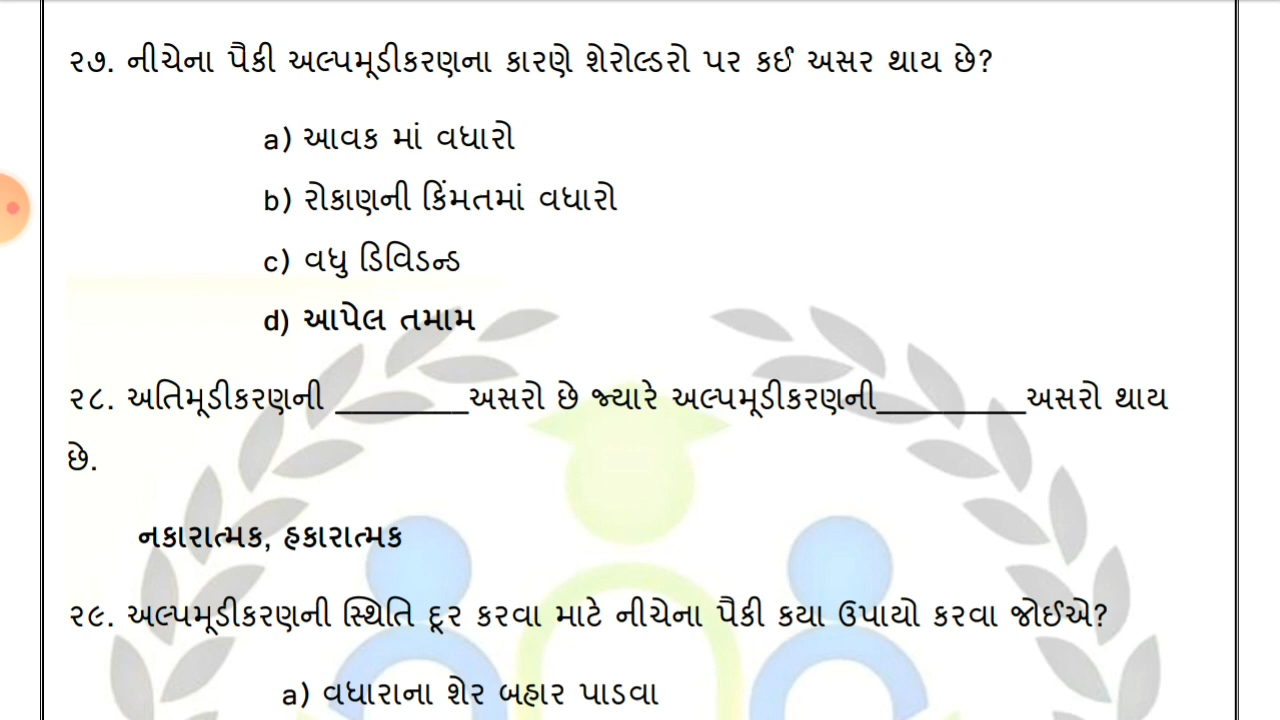 ૨૭. નીચેના પૈકી અલ્પમૂડીકરણના કારણે શેરોલ્ડરો પર કઈ અસર થાય છે?
a) આવક માં વધારો
b) રોકાણની કિંમતમાં વધારો
c) વધુ ડિવિડન્ડ
d) આપેલ તમામ
૨૮. અતિમૂડીકરણની ________અસરો છે જ્યારે અલ્પમૂડીકરણની_________અસરો થાય
છે.
નકારાત્મક, હકારાત્મક
૨૯. અલ્પમૂડીકરણની સ્થિતિ દૂર કરવા માટે નીચેના પૈકી કયા ઉપાયો કરવા જોઈએ?
a) વધારાના શેર બહાર પાડવા